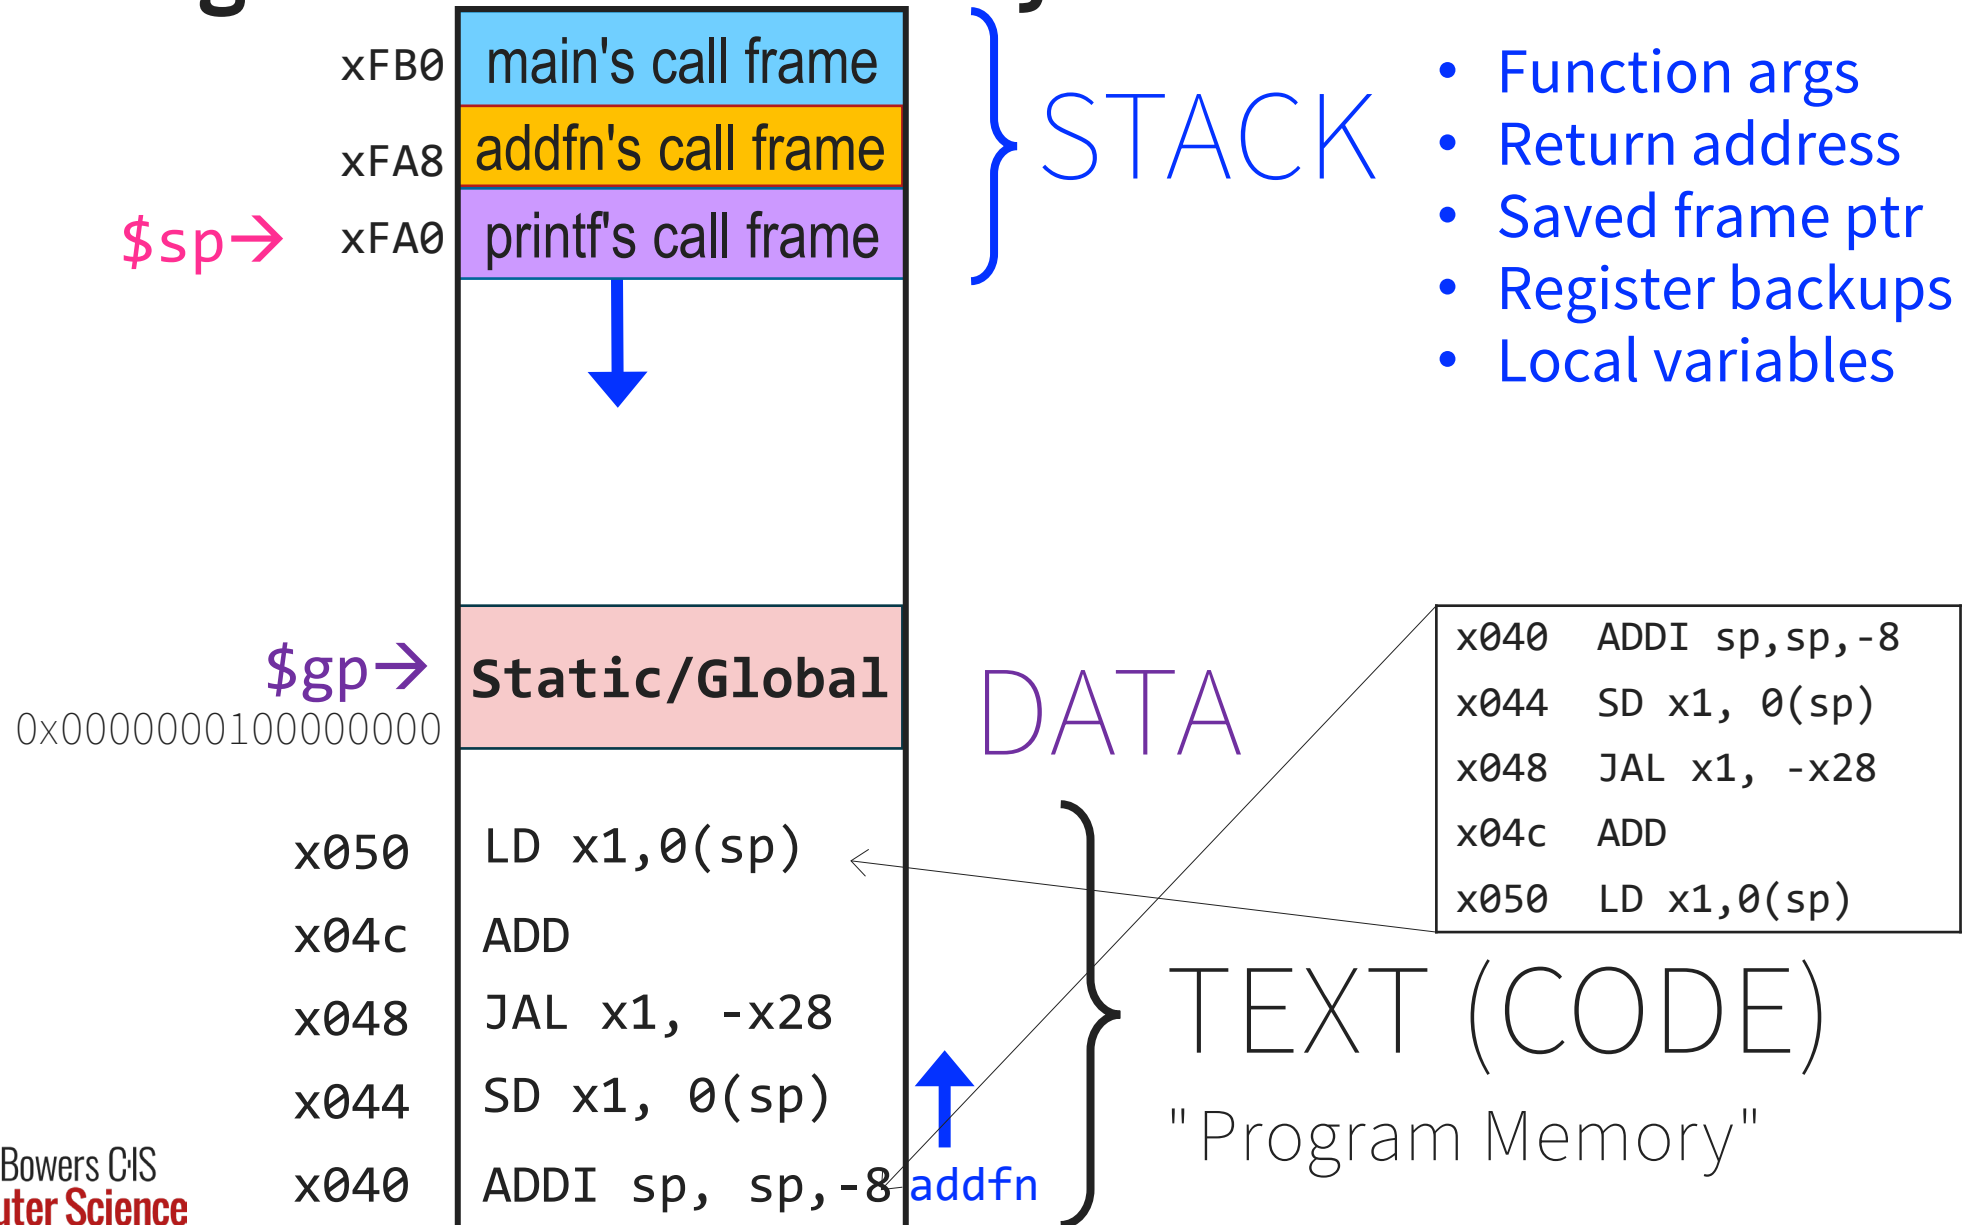 xFB0 main's call frame
xFA8 addfn's call frame
$sp→ xFA0 printf's call frame
STACK
• Function args
• Return address
• Saved frame ptr
• Register backups
• Local variables
$gp→ Static/Global
0x0000000100000000
DATA
x040 ADDI sp,sp,-8
x044 SD x1, 0(sp)
x048 JAL x1, -x28
x04c ADD
x050 LD x1,0(sp)
x050 LD x1,0(sp)
x04c ADD
x048 JAL x1, -x28
x044 SD x1, 0(sp)
x040 ADDI sp, sp,-8 addfn
TEXT (CODE)
"Program Memory"
Bowers C·IS
uter Science